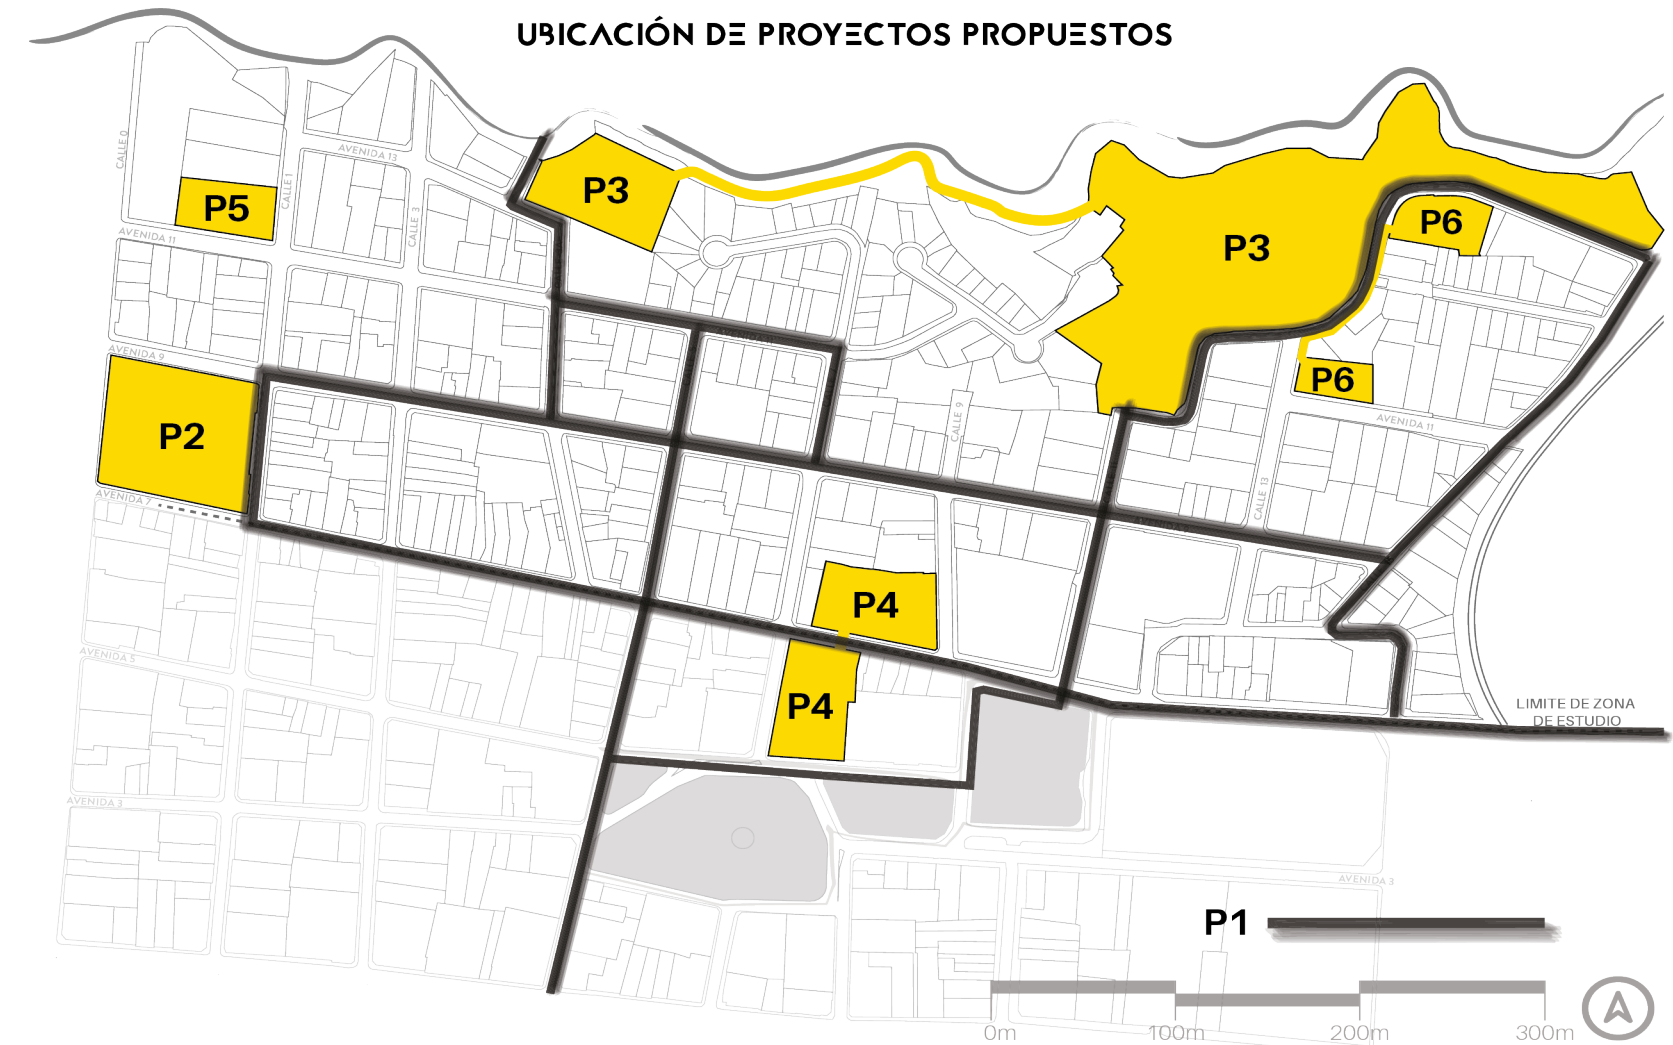 UBICACIÓN DE PROYECTOS PROPUESTOS
CALLE 0
AVENIDA 13
CALLE 1
CALLE 3
P5
P3
P3
P6
AVENIDA 11
AVENIDA 9
P6
P2
CALLE 9
AVENIDA 11
CALLE 13
AVENIDA 7
P4
P4
AVENIDA 5
LIMITE DE ZONA
DE ESTUDIO
AVENIDA 3
AVENIDA 3
P1
0m
100m
200m
300m